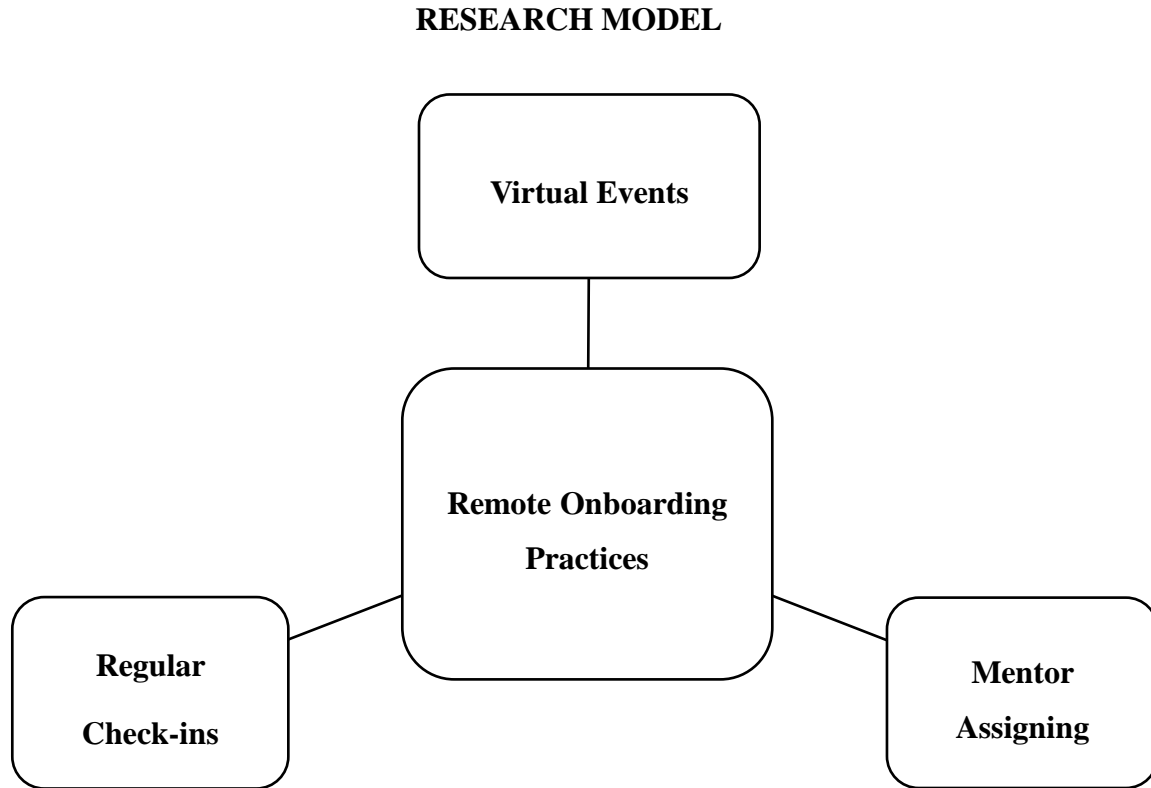 RESEARCH MODEL
Virtual Events
Remote Onboarding
Practices
Regular
Check-ins
Mentor
Assigning